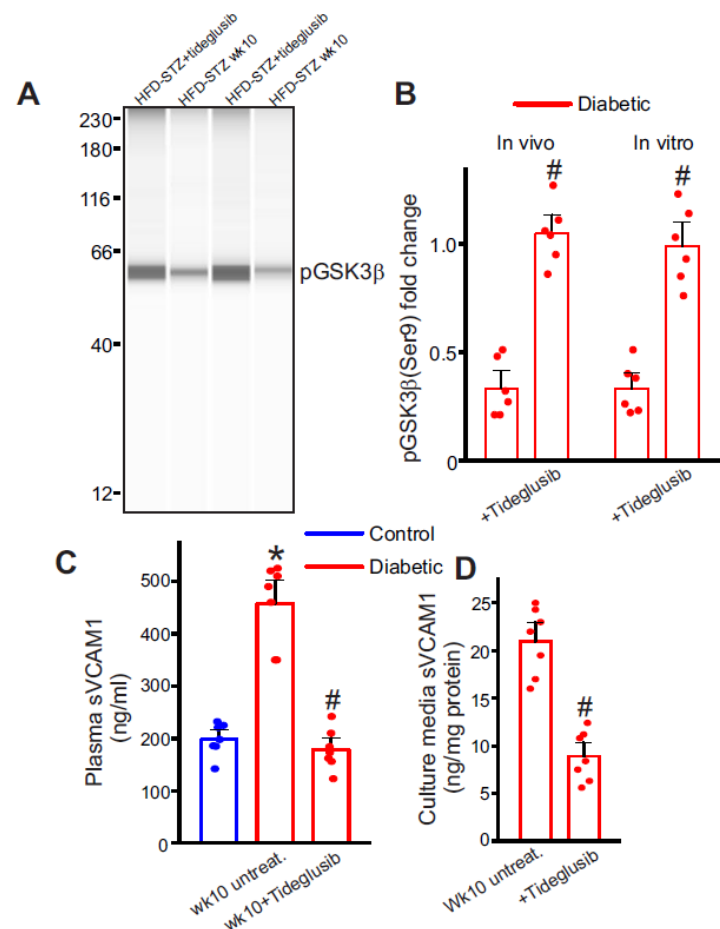 HFD-STZ+tideglusib
HFD-STZ wk10
HFD-STZ+tideglusib
HFD-STZ wk10
A
230
180
116
66
40
12
pGSK3β
B
Diabetic
In vivo
In vitro
pGSK3β(Ser9) fold change
1.0
0.5
0
#
#
+Tideglusib
+Tideglusib
Control
Diabetic
C
Plasma sVCAM1
(ng/ml)
500
400
300
200
100
0
*
#
wk10 untreat.
wk10+Tideglusib
D
Culture media sVCAM1
(ng/mg protein)
25
20
15
10
5
0
#
Wk10 untreat.
+Tideglusib